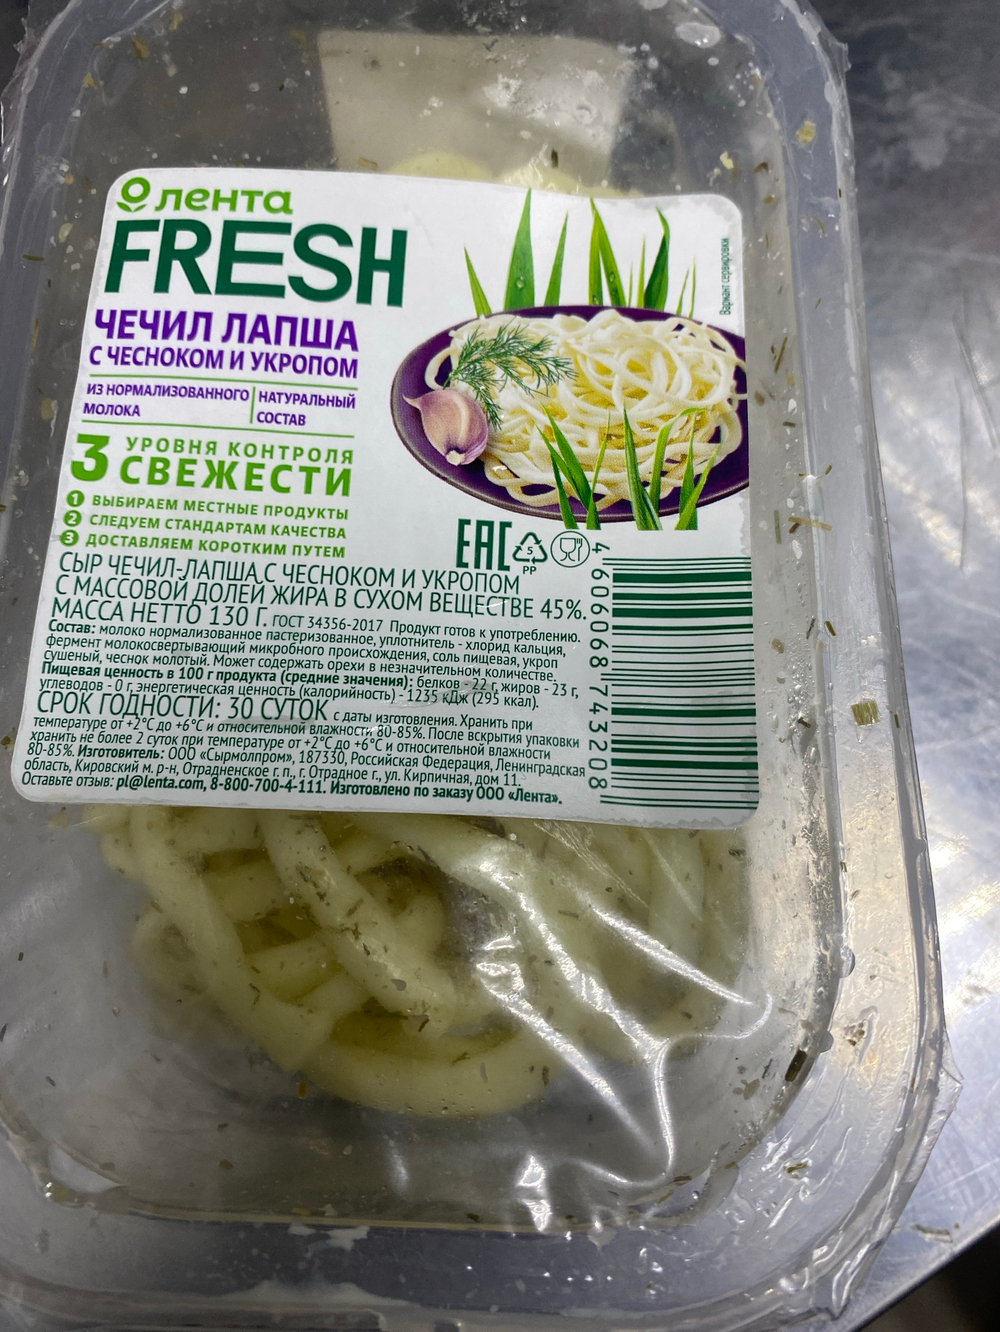 лента
FRESH
ЧЕЧИЛ ЛАПША
С ЧЕСНОКОМ И УКРОПОМ
ИЗ НОРМАЛИЗОВАННОГО МОЛОКА
НАТУРАЛЬНЫЙ СОСТАВ
3 УРОВНЯ КОНТРОЛЯ
СВЕЖЕСТИ
1 ВЫБИРАЕМ МЕСТНЫЕ ПРОДУКТЫ
2 СЛЕДУЕМ СТАНДАРТАМ КАЧЕСТВА
3 ДОСТАВЛЯЕМ КОРОТКИМ ПУТЕМ
Вариант сервировки.
EAC
5
PP
СЫР ЧЕЧИЛ-ЛАПША С ЧЕСНОКОМ И УКРОПОМ
С МАССОВОЙ ДОЛЕЙ ЖИРА В СУХОМ ВЕЩЕСТВЕ 45%.
МАССА НЕТТО 130 Г. ГОСТ 34356-2017 Продукт готов к употреблению.
Состав: молоко нормализованное пастеризованное, уплотнитель - хлорид кальция,
фермент молокосвертывающий микробного происхождения, соль пищевая, укроп
сушеный, чеснок молотый. Может содержать орехи в незначительном количестве.
Пищевая ценность в 100 г продукта (средние значения): белков - 22 г, жиров - 23 г,
углеводов - 0 г, энергетическая ценность (калорийность) - 1235 кДж (295 ккал).
СРОК ГОДНОСТИ: 30 СУТОК с даты изготовления. Хранить при
температуре от +2°С до +6°С и относительной влажности 80-85%. После вскрытия упаковки
хранить не более 2 суток при температуре от +2°С до +6°С и относительной влажности
80-85%. Изготовитель: ООО «Сырмолпром», 187330, Российская Федерация, Ленинградская
область, Кировский м. р-н, Отрадненское г. п., г. Отрадное г., ул. Кирпичная, дом 11.
Оставьте отзыв: pl@lenta.com, 8-800-700-4-111. Изготовлено по заказу ООО «Лента».
4 606068 743208